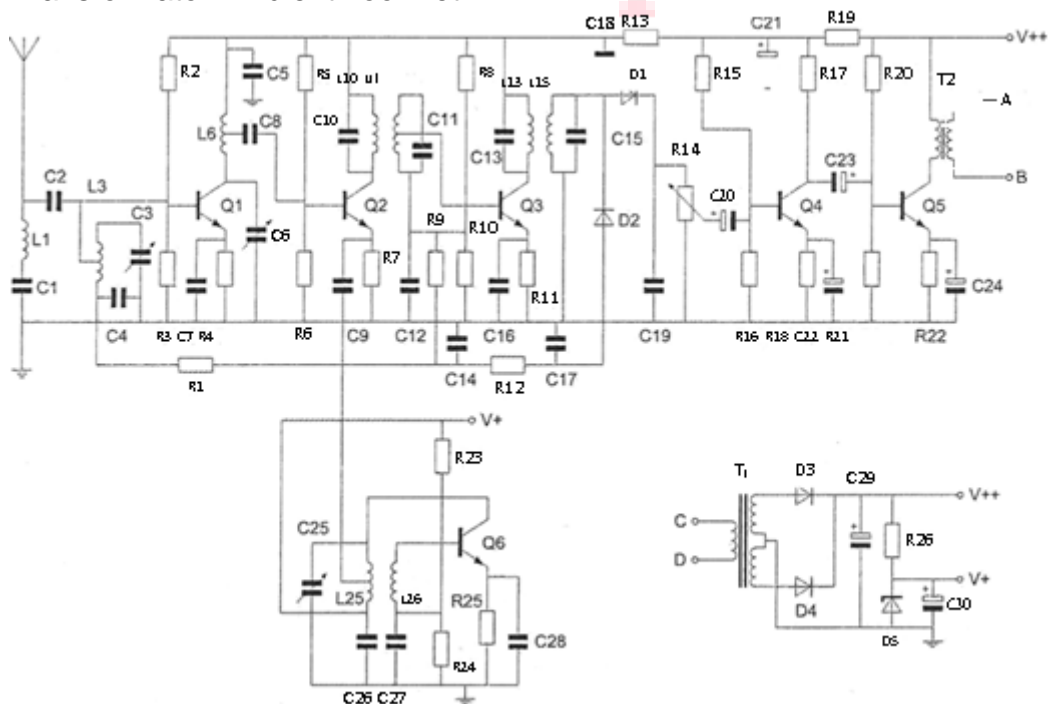 C18 R13
C21
R19
V++
R2
C5
R5
L10
D1
R8
L13 L15
R15
R17
R20
T2
A
L6
C8
C10
C11
C13
C15
R14
C2
L3
C23
B
C3
Q1
C6
Q2
R9
R10
Q3
D2
C20
Q4
Q5
L1
R7
R11
C1
C4
R3 C7 R4
R6
C9
C12
C16
C19
R16 R18 C22 R21
R22
C24
R1
C14
R12
C17
V+
R23
T1
D3
C29
V++
C25
Q6
C
R26
D
V+
L25
L26
R25
D4
C30
C28
R24
D5
C26 C27